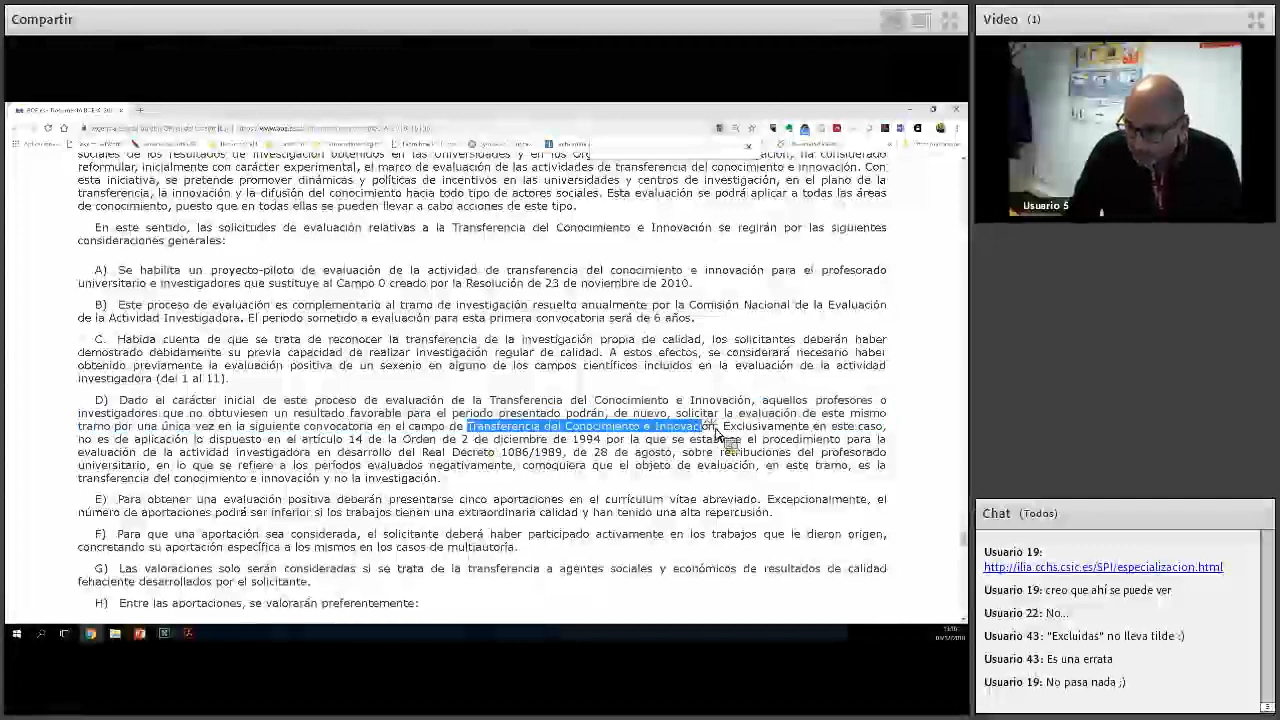 Compartir
Video (1)
Usuario 5
sociales de los resultados de investigación obtenidos en las Universidades y en los
ha considerado
reformular, inicialmente con carácter experimental, el marco de evaluación de las actividades de transferencia del conocimiento e innovación. Con
esta iniciativa, se pretende promover dinámicas y políticas de incentivos en las universidades y centros de investigación, en el plano de la
transferencia, la innovación y la difusión del conocimiento hacia todo tipo de actores sociales. Esta evaluación se podrá aplicar a todas las áreas
de conocimiento, puesto que en todas ellas se pueden llevar a cabo acciones de este tipo.
En este sentido, las solicitudes de evaluación relativas a la Transferencia del Conocimiento e Innovación se regirán por las siguientes
consideraciones generales:
A) Se habilita un proyecto-piloto de evaluación de la actividad de transferencia del conocimiento e innovación para el profesorado
universitario e investigadores que sustituye al Campo 0 creado por la Resolución de 23 de noviembre de 2010.
B) Este proceso de evaluación es complementario al tramo de investigación resuelto anualmente por la Comisión Nacional de la Evaluación
de la Actividad Investigadora. El periodo sometido a evaluación para esta primera convocatoria será de 6 años.
C. Habida cuenta de que se trata de reconocer la transferencia de la investigación propia de calidad, los solicitantes deberán haber
demostrado debidamente su previa capacidad de realizar investigación regular de calidad. A estos efectos, se considerará necesario haber
obtenido previamente la evaluación positiva de un sexenio en alguno de los campos científicos incluidos en la evaluación de la actividad
investigadora (del 1 al 11).
D) Dado el carácter inicial de este proceso de evaluación de la Transferencia del Conocimiento e Innovación, aquellos profesores o
investigadores que no obtuviesen un resultado favorable para el periodo presentado podrán, de nuevo, solicitar la evaluación de este mismo
tramo por una única vez en la siguiente convocatoria en el campo de Transferencia del Conocimiento e Innovación. Exclusivamente en este caso,
no es de aplicación lo dispuesto en el artículo 14 de la Orden de 2 de diciembre de 1994 por la que se el procedimiento para la
evaluación de la actividad investigadora en desarrollo del Real Decreto 1086/1989, de 28 de agosto, sobre retribuciones del profesorado
universitario, en lo que se refiere a los períodos evaluados negativamente, comoquiera que el objeto de evaluación, en este tramo, es la
transferencia del conocimiento e innovación y no la investigación.
E) Para obtener una evaluación positiva deberán presentarse cinco aportaciones en el currículum vítae abreviado. Excepcionalmente, el
número de aportaciones podrá ser inferior si los trabajos tienen una extraordinaria calidad y han tenido una alta repercusión.
F) Para que una aportación sea considerada, el solicitante deberá haber participado activamente en los trabajos que le dieron origen,
concretando su aportación específica a los mismos en los casos de multiautoría.
G) Las valoraciones solo serán consideradas si se trata de la transferencia a agentes sociales y económicos de resultados de calidad
fehaciente desarrollados por el solicitante.
H) Entre las aportaciones, se valorarán preferentemente:
Chat (Todos)
Usuario 19:
http://ilia.cchs.csic.es/SPI/especializacion.html
Usuario 19: creo que ahí se puede ver
Usuario 22: No...
Usuario 43: "Excluidas" no lleva tilde :)
Usuario 43: Es una errata
Usuario 19: No pasa nada ;)